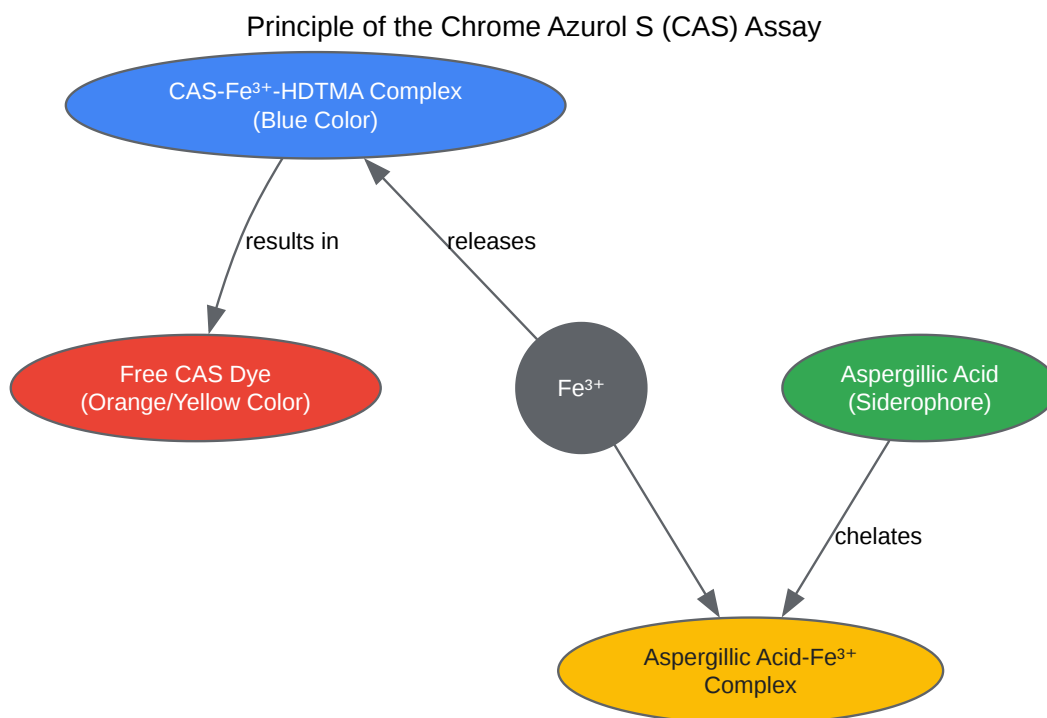 Principle of the Chrome Azurol S (CAS) Assay
CAS-Fe³⁺-HDTMA Complex
(Blue Color)
results in
releases
Free CAS Dye
(Orange/Yellow Color)
Fe³⁺
Aspergillic Acid
(Siderophore)
chelates
Aspergillic Acid-Fe³⁺
Complex